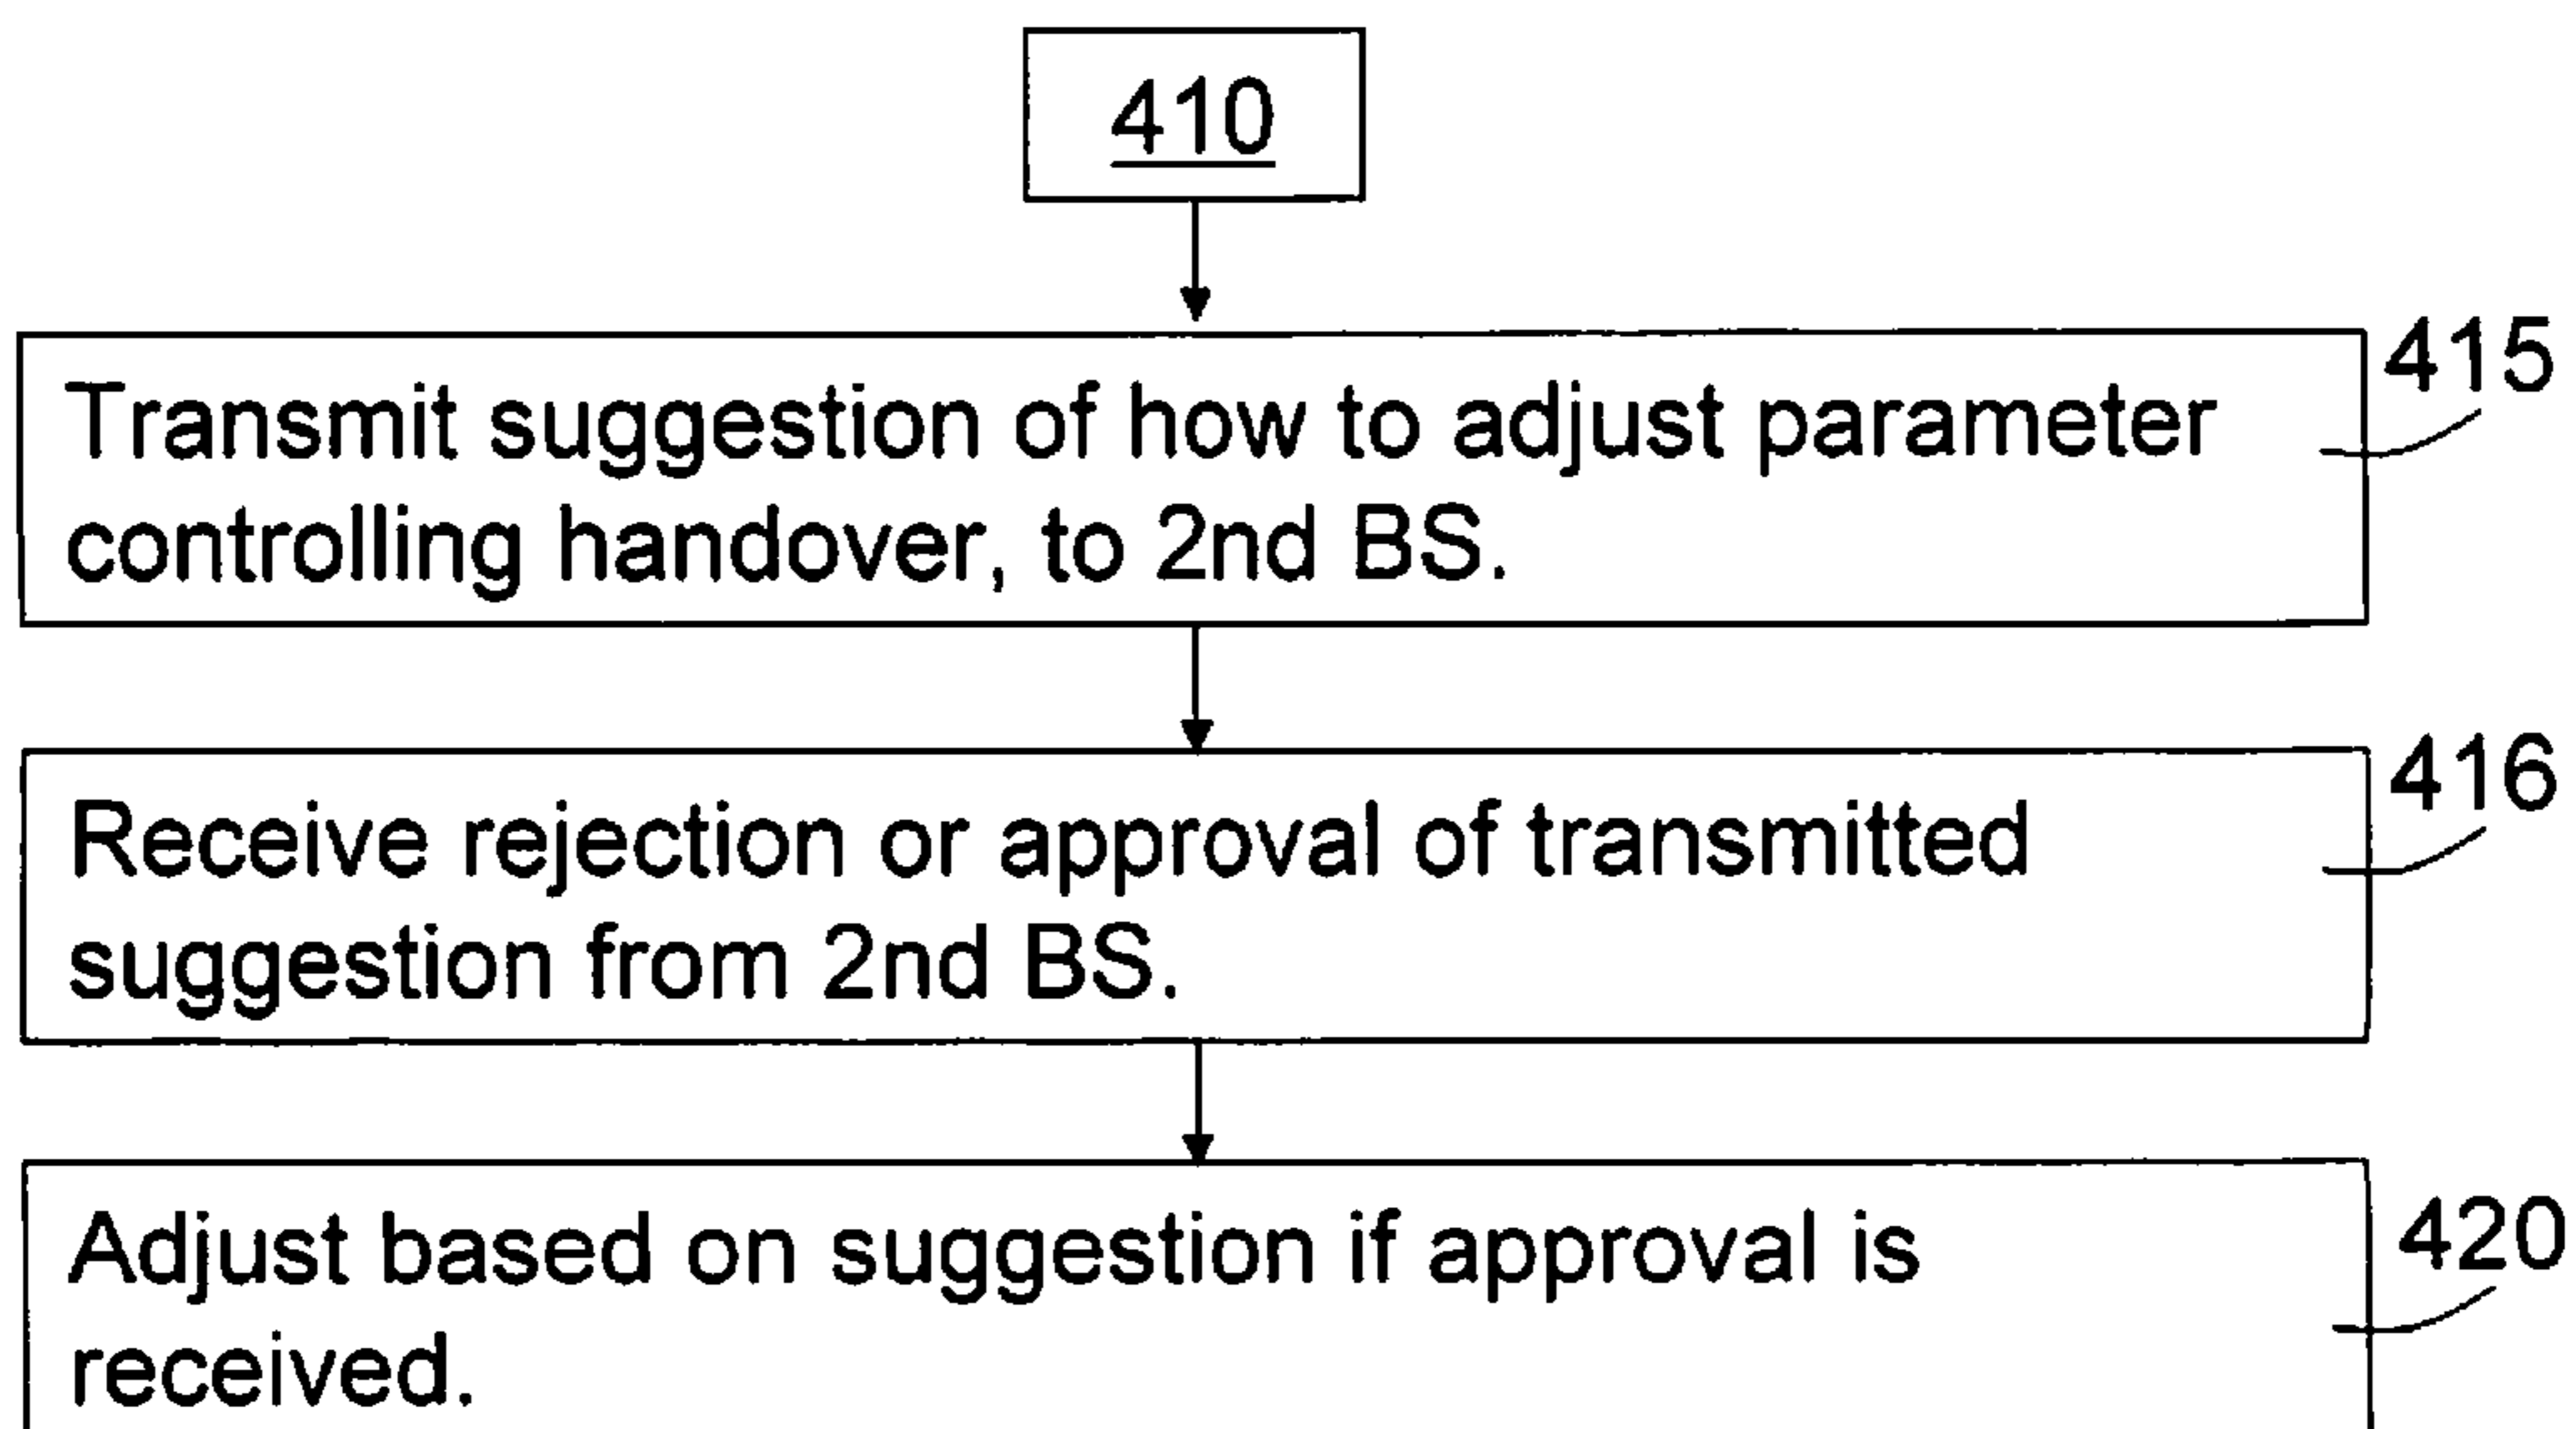 410
415
Transmit suggestion of how to adjust parameter
controlling handover, to 2nd BS.
416
Receive rejection or approval of transmitted
suggestion from 2nd BS.
420
Adjust based on suggestion if approval is
received.